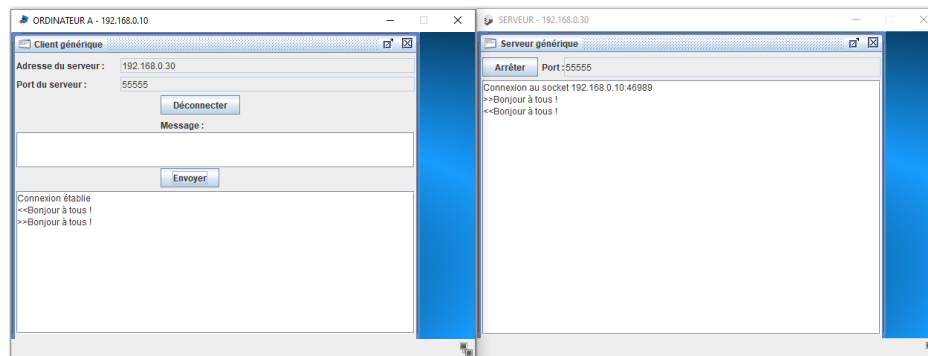 ORDINATEUR A - 192.168.0.10
Client générique
Adresse du serveur : 192.168.0.30
Port du serveur : 55555
Déconnecter
Message :
Envoyer
Connexion établie
<<Bonjour à tous !
>>Bonjour à tous !
SERVEUR - 192.168.0.30
Serveur générique
Arrêter Port : 55555
Connexion au socket 192.168.0.10:46989
>>Bonjour à tous !
<<Bonjour à tous !